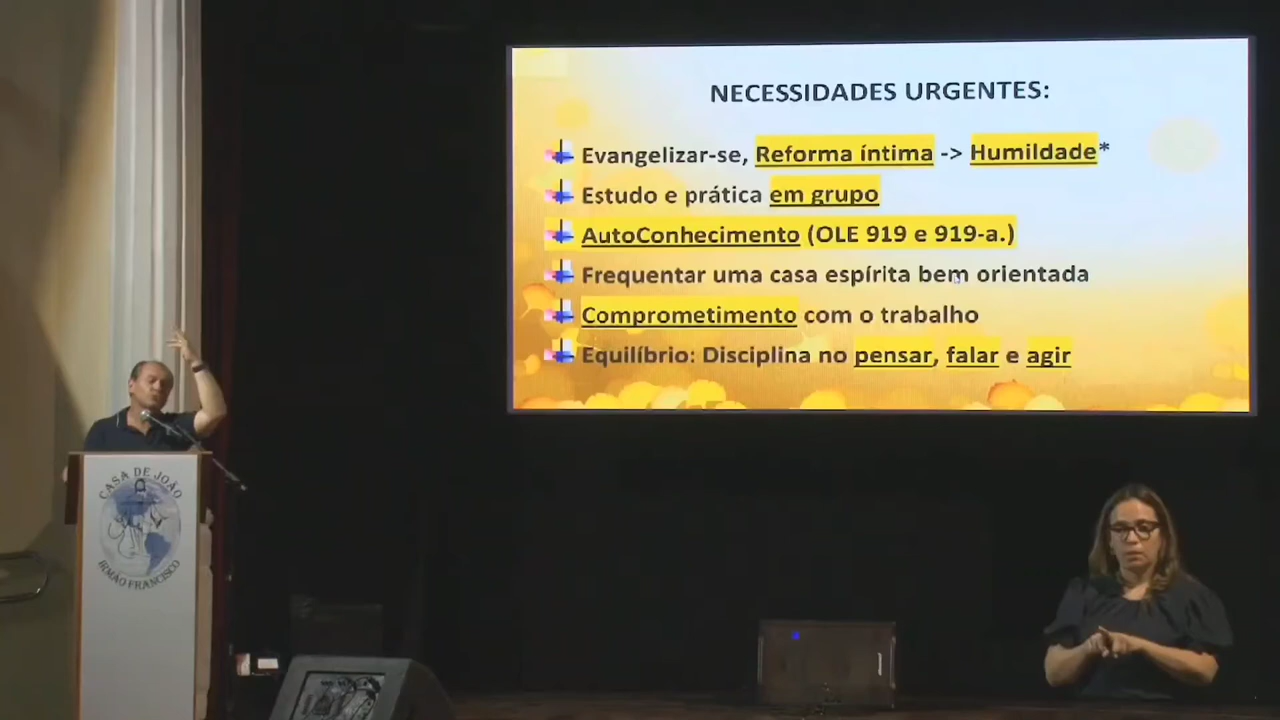 NECESSIDADES URGENTES:
Evangelizar-se, Reforma íntima -> Humildade*
Estudo e prática em grupo
AutoConhecimento (OLE 919 e 919-a.)
Frequentar uma casa espírita bem orientada
Comprometimento com o trabalho
Equilíbrio: Disciplina no pensar, falar e agir
CASA DE JOÃO
IRMÃO FRANCISCO